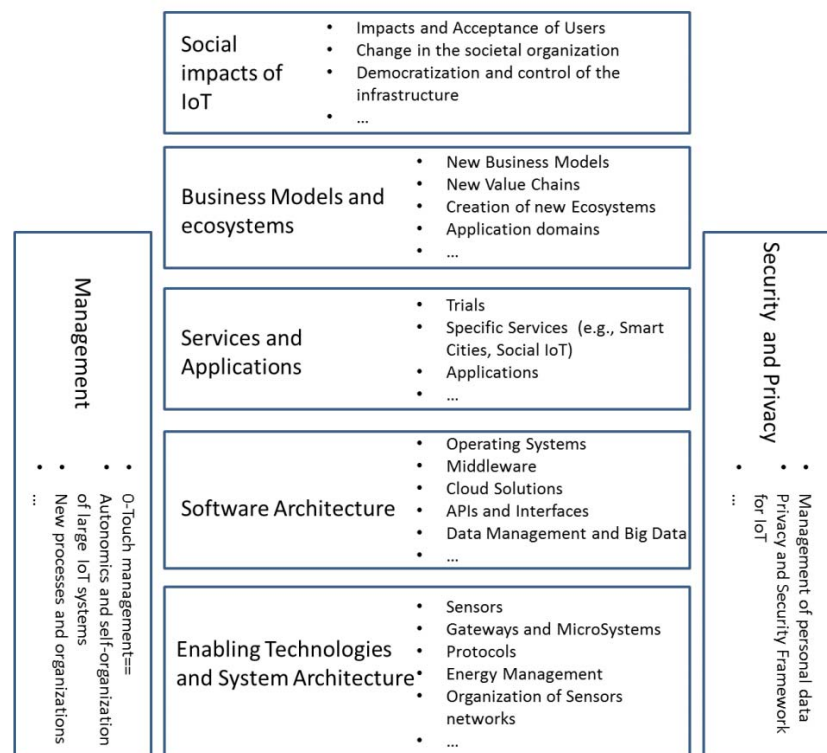 Social
impacts of
IoT
• Impacts and Acceptance of Users
• Change in the societal organization
• Democratization and control of the
infrastructure
• ...
Business Models and
ecosystems
• New Business Models
• New Value Chains
• Creation of new Ecosystems
• Application domains
• ...
Services and
Applications
• Trials
• Specific Services (e.g., Smart
Cities, Social IoT)
• Applications
• ...
Software Architecture
• Operating Systems
• Middleware
• Cloud Solutions
• APIs and Interfaces
• Data Management and Big Data
• ...
Enabling Technologies
and System Architecture
• Sensors
• Gateways and MicroSystems
• Protocols
• Energy Management
• Organization of Sensors
networks
• ...
Management
• 0-Touch management==
• Autonomics and self-organization
of large IoT systems
• New processes and organizations
• ...
Security and Privacy
• Management of personal data
• Privacy and Security Framework
for IoT
• ...